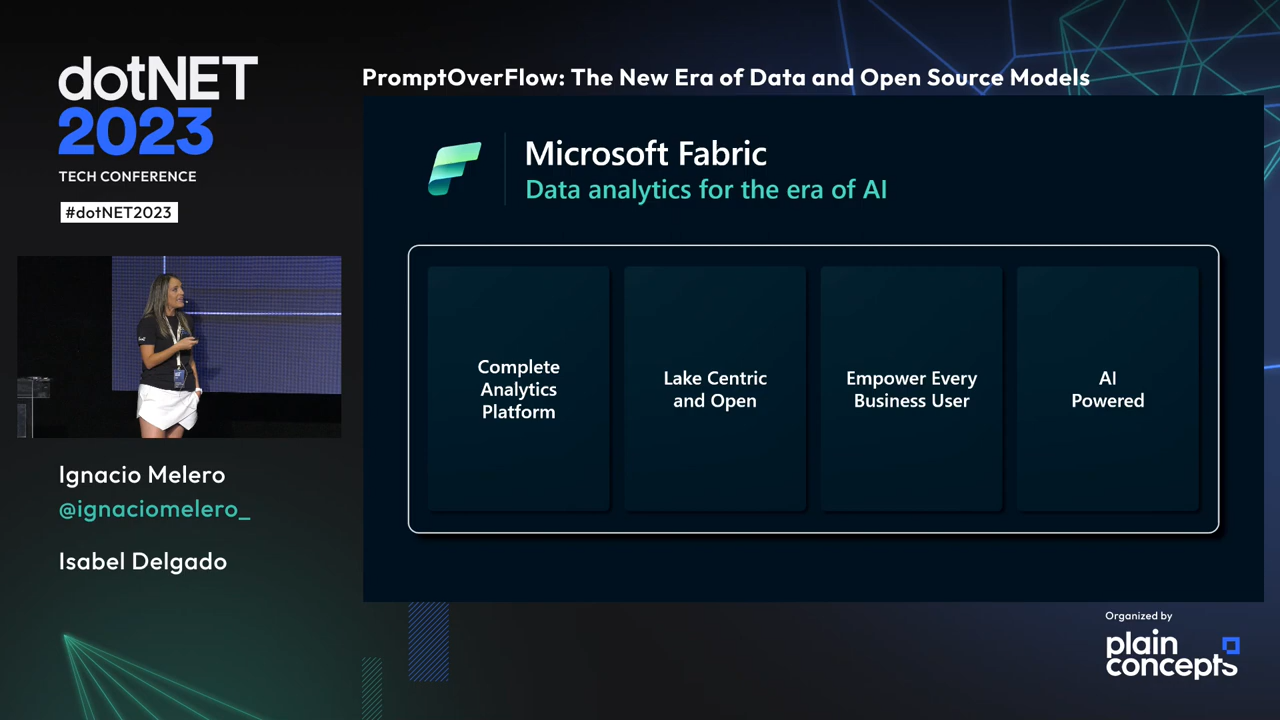 dotNET
2023
TECH CONFERENCE
#dotNET2023
PromptOverFlow: The New Era of Data and Open Source Models
Microsoft Fabric
Data analytics for the era of AI
Complete
Analytics
Platform
Lake Centric
and Open
Empower Every
Business User
AI
Powered
Ignacio Melero
@ignaciomelero_
Isabel Delgado
Organized by
plain
concepts